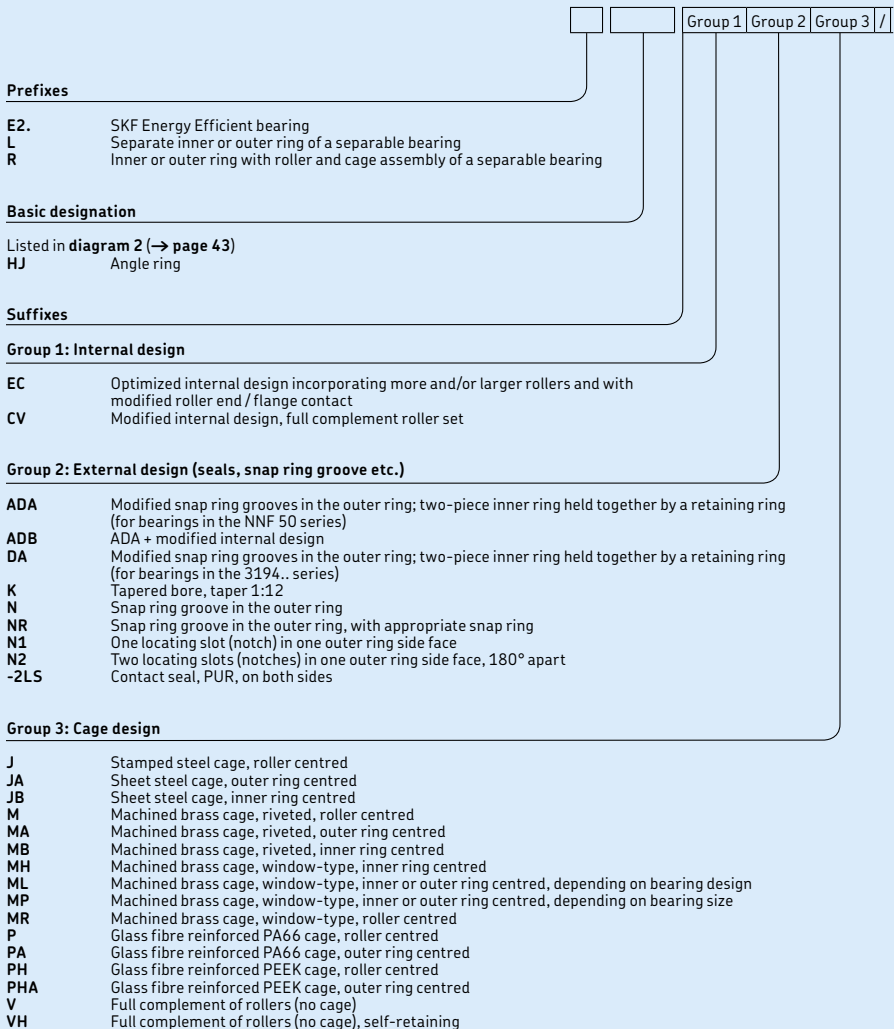 Group 1 Group 2 Group 3 /
Prefixes
E2. SKF Energy Efficient bearing
L Separate inner or outer ring of a separable bearing
R Inner or outer ring with roller and cage assembly of a separable bearing
Basic designation
Listed in diagram 2 (→ page 43)
HJ Angle ring
Suffixes
Group 1: Internal design
EC Optimized internal design incorporating more and/or larger rollers and with
modified roller end / flange contact
CV Modified internal design, full complement roller set
Group 2: External design (seals, snap ring groove etc.)
ADA Modified snap ring grooves in the outer ring; two-piece inner ring held together by a retaining ring
(for bearings in the NNF 50 series)
ADB ADA + modified internal design
DA Modified snap ring grooves in the outer ring; two-piece inner ring held together by a retaining ring
(for bearings in the 3194.. series)
K Tapered bore, taper 1:12
N Snap ring groove in the outer ring
NR Snap ring groove in the outer ring, with appropriate snap ring
N1 One locating slot (notch) in one outer ring side face
N2 Two locating slots (notches) in one outer ring side face, 180° apart
-2LS Contact seal, PUR, on both sides
Group 3: Cage design
J Stamped steel cage, roller centred
JA Sheet steel cage, outer ring centred
JB Sheet steel cage, inner ring centred
M Machined brass cage, riveted, roller centred
MA Machined brass cage, riveted, outer ring centred
MB Machined brass cage, riveted, inner ring centred
MH Machined brass cage, window-type, inner ring centred
ML Machined brass cage, window-type, inner or outer ring centred, depending on bearing design
MP Machined brass cage, window-type, inner or outer ring centred, depending on bearing size
MR Machined brass cage, window-type, roller centred
P Glass fibre reinforced PA66 cage, roller centred
PA Glass fibre reinforced PA66 cage, outer ring centred
PH Glass fibre reinforced PEEK cage, roller centred
PHA Glass fibre reinforced PEEK cage, outer ring centred
V Full complement of rollers (no cage)
VH Full complement of rollers (no cage), self-retaining